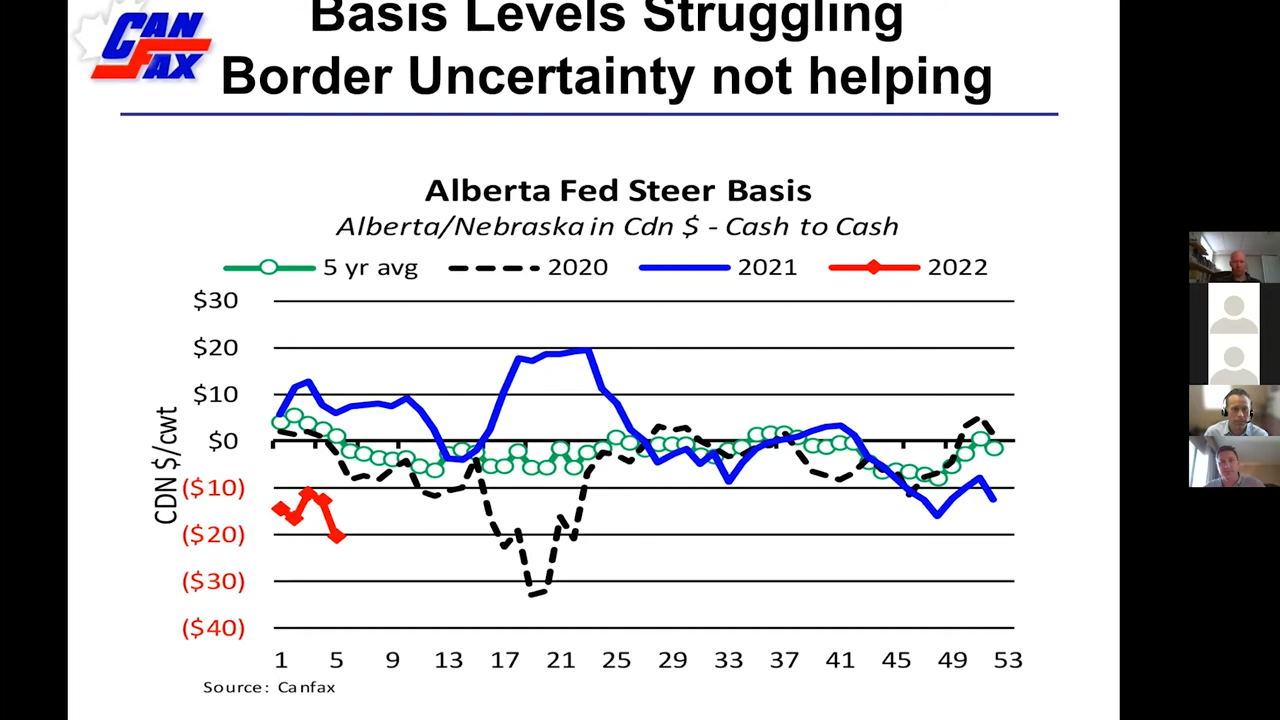 CAN
FAX
Basis Levels Struggling
Border Uncertainty not helping
Alberta Fed Steer Basis
Alberta/Nebraska in Cdn $ - Cash to Cash
5 yr avg 2020 2021 2022
CDN $/cwt
$30
$20
$10
$0
($10)
($20)
($30)
($40)
1 5 9 13 17 21 25 29 33 37 41 45 49 53
Source: Canfax